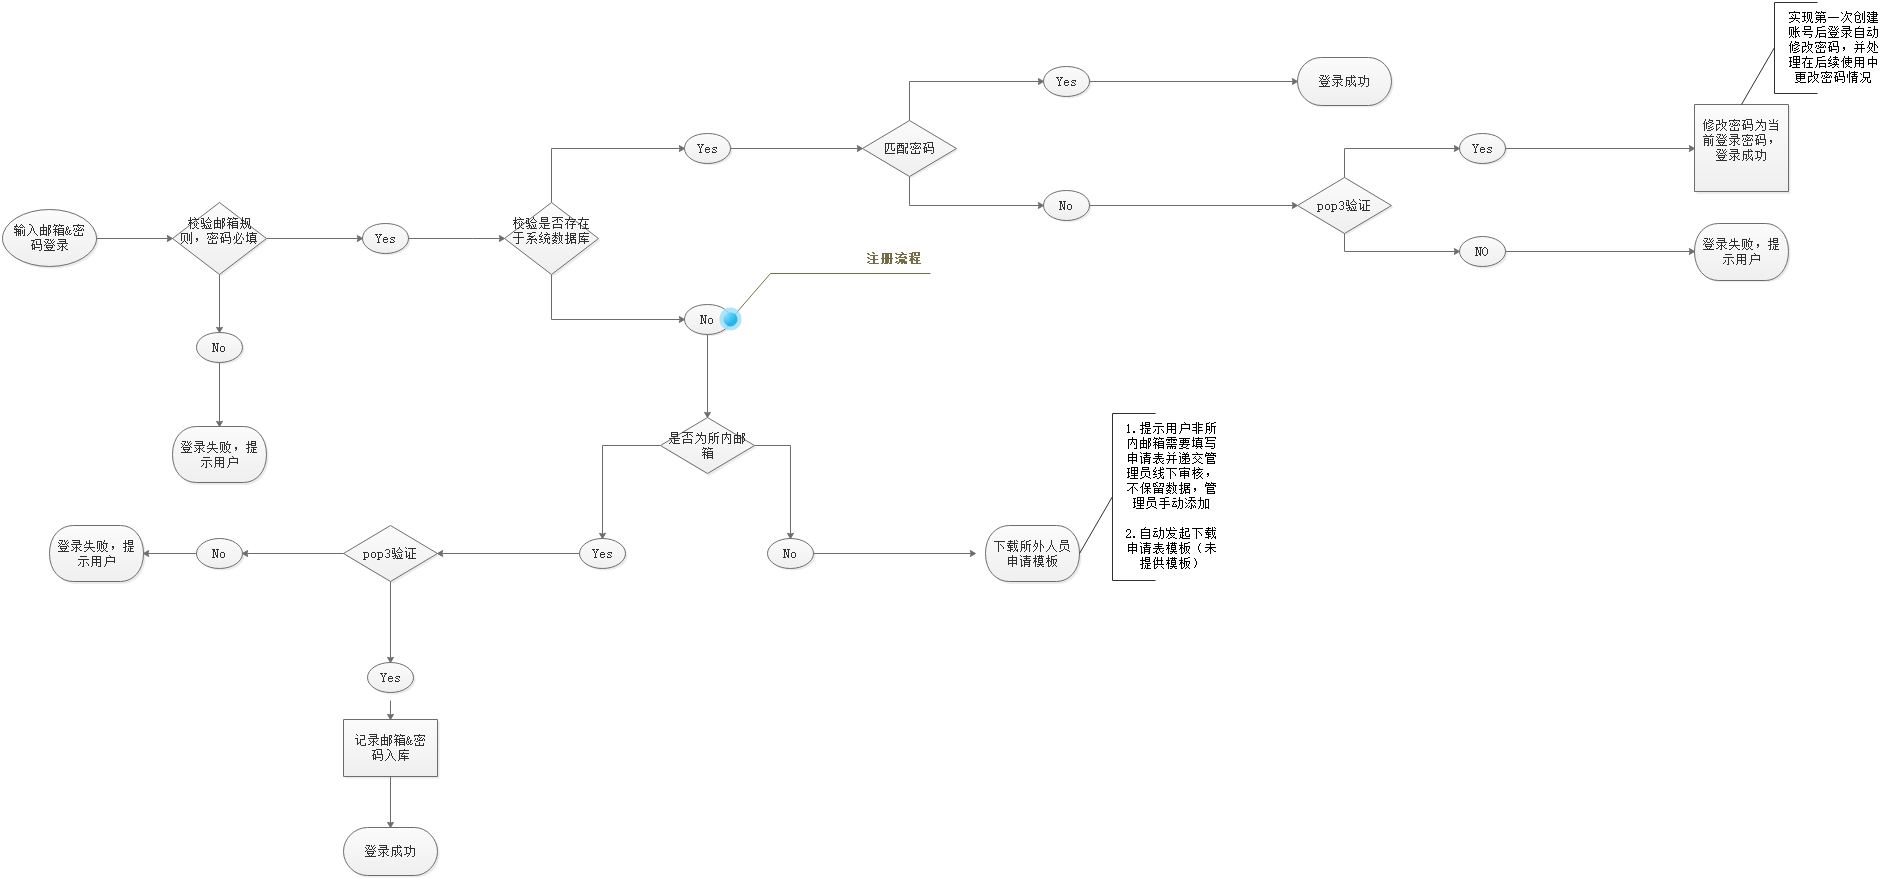 实现第一次创建
账号后登录自动
修改密码，并处
理在后续使用中
更改密码情况
Yes
登录成功
修改密码为当
前登录密码，
登录成功
Yes
匹配密码
Yes
No
pop3验证
输入邮箱&密
码登录
校验邮箱规
则，密码必填
Yes
校验是否存在
于系统数据库
NO
登录失败，提
示用户
注册流程
No
No
登录失败，提
示用户
是否为所内邮
箱
1.提示用户非所
内邮箱需要填写
申请表并递交管
理员线下审核，
不保留数据，管
理员手动添加
2.自动发起下载
申请表模板（未
提供模板）
登录失败，提
示用户
No
pop3验证
Yes
No
下载所外人员
申请模板
Yes
记录邮箱&密
码入库
登录成功